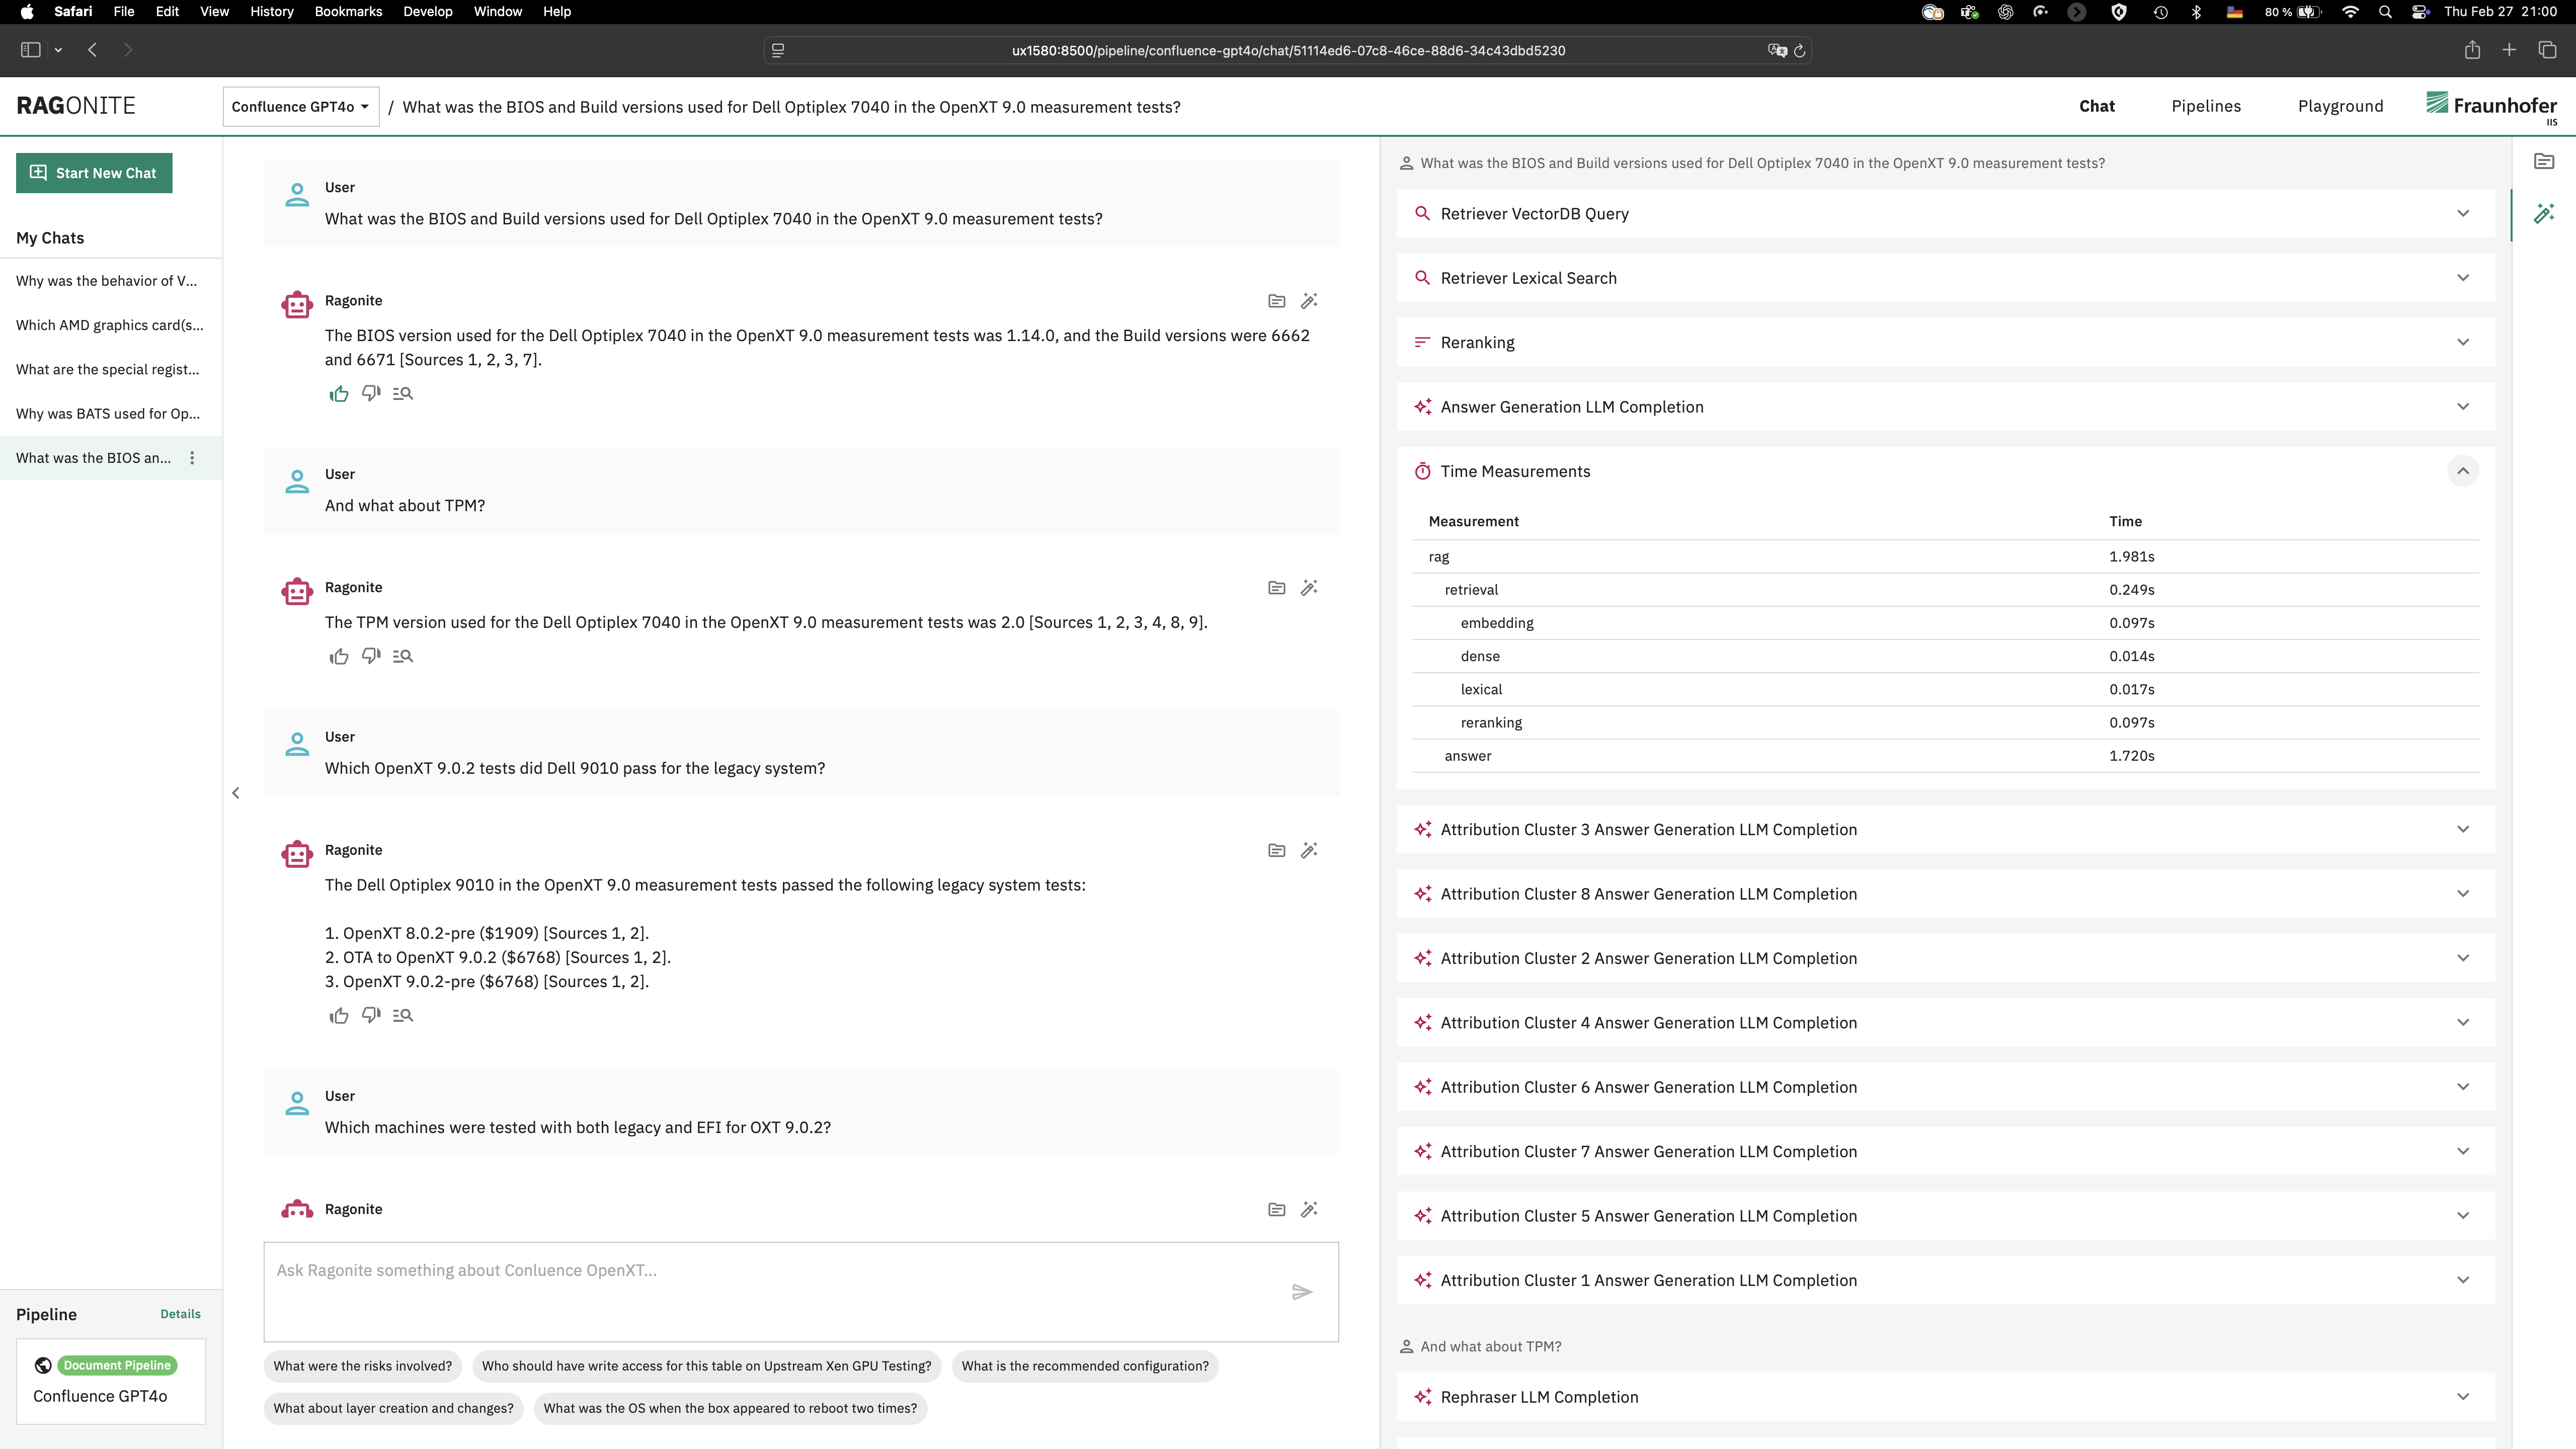 Safari File Edit View History Bookmarks Develop Window Help 80 % Thu Feb 27 21:00
ux1580:8500/pipeline/confluence-gpt4o/chat/51114ed6-07c8-46ce-88d6-34c43dbd5230
RAGONITE
Confluence GPT4o / What was the BIOS and Build versions used for Dell Optiplex 7040 in the OpenXT 9.0 measurement tests?
Chat Pipelines Playground
Fraunhofer
IIS
Start New Chat
My Chats
Why was the behavior of V...
Which AMD graphics card(s...
What are the special regist...
Why was BATS used for Op...
What was the BIOS an...
Pipeline Details
Document Pipeline
Confluence GPT4o
User
What was the BIOS and Build versions used for Dell Optiplex 7040 in the OpenXT 9.0 measurement tests?
Ragonite
The BIOS version used for the Dell Optiplex 7040 in the OpenXT 9.0 measurement tests was 1.14.0, and the Build versions were 6662
and 6671 [Sources 1, 2, 3, 7].
User
And what about TPM?
Ragonite
The TPM version used for the Dell Optiplex 7040 in the OpenXT 9.0 measurement tests was 2.0 [Sources 1, 2, 3, 4, 8, 9].
User
Which OpenXT 9.0.2 tests did Dell 9010 pass for the legacy system?
Ragonite
The Dell Optiplex 9010 in the OpenXT 9.0 measurement tests passed the following legacy system tests:
1. OpenXT 8.0.2-pre ($1909) [Sources 1, 2].
2. OTA to OpenXT 9.0.2 ($6768) [Sources 1, 2].
3. OpenXT 9.0.2-pre ($6768) [Sources 1, 2].
User
Which machines were tested with both legacy and EFI for OXT 9.0.2?
Ragonite
Ask Ragonite something about Conluence OpenXT...
What were the risks involved? Who should have write access for this table on Upstream Xen GPU Testing? What is the recommended configuration?
What about layer creation and changes? What was the OS when the box appeared to reboot two times?
What was the BIOS and Build versions used for Dell Optiplex 7040 in the OpenXT 9.0 measurement tests?
Retriever VectorDB Query
Retriever Lexical Search
Reranking
Answer Generation LLM Completion
Time Measurements
Measurement Time
rag 1.981s
retrieval 0.249s
embedding 0.097s
dense 0.014s
lexical 0.017s
reranking 0.097s
answer 1.720s
Attribution Cluster 3 Answer Generation LLM Completion
Attribution Cluster 8 Answer Generation LLM Completion
Attribution Cluster 2 Answer Generation LLM Completion
Attribution Cluster 4 Answer Generation LLM Completion
Attribution Cluster 6 Answer Generation LLM Completion
Attribution Cluster 7 Answer Generation LLM Completion
Attribution Cluster 5 Answer Generation LLM Completion
Attribution Cluster 1 Answer Generation LLM Completion
And what about TPM?
Rephraser LLM Completion